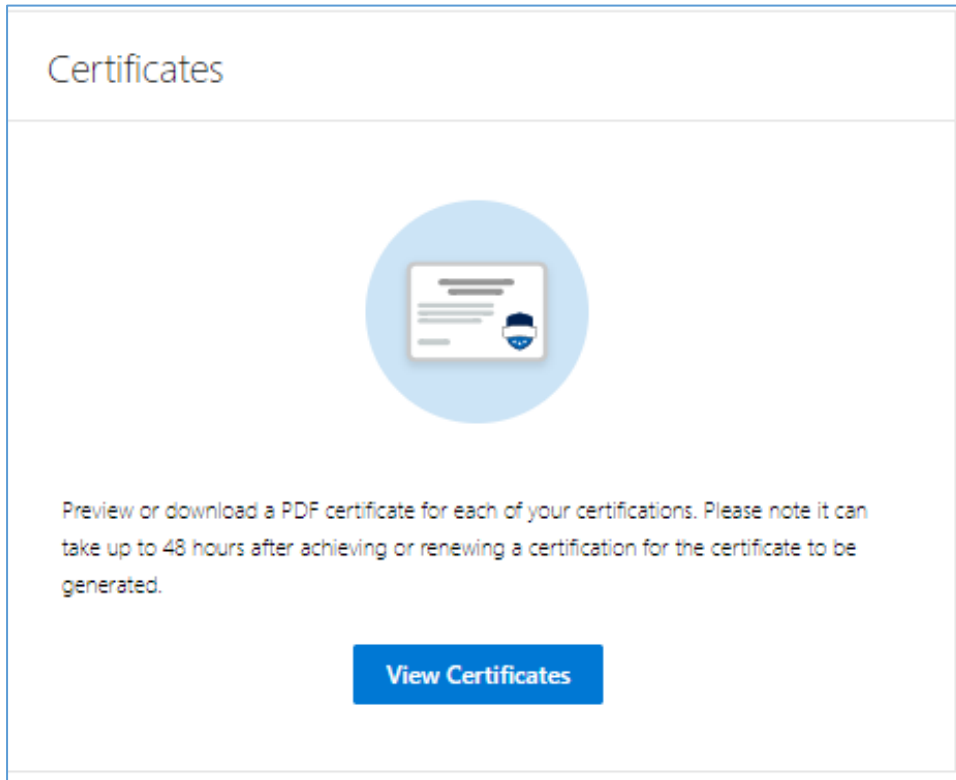 Certificates
Preview or download a PDF certificate for each of your certifications. Please note it can
take up to 48 hours after achieving or renewing a certification for the certificate to be
generated.
View Certificates